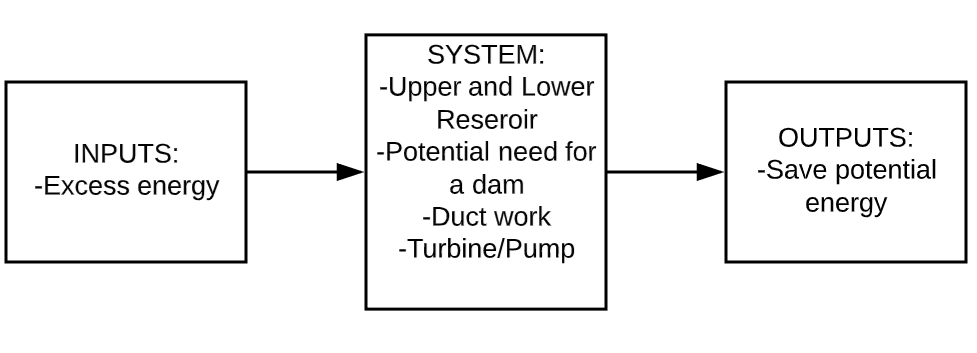 INPUTS:
-Excess energy
SYSTEM:
-Upper and Lower
Reseroir
-Potential need for
a dam
-Duct work
-Turbine/Pump
OUTPUTS:
-Save potential
energy